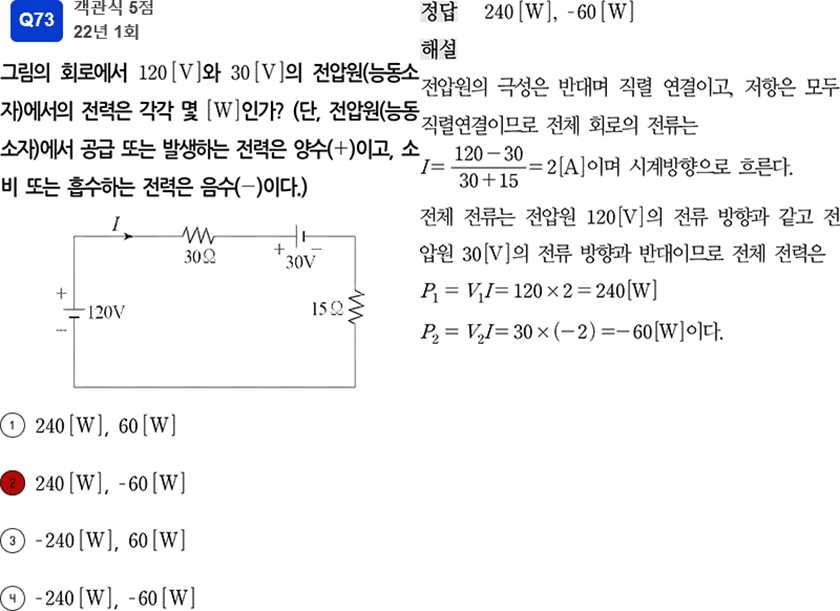 Q73
객관식 5점
22년 1회
그림의 회로에서 120[V]와 30[V]의 전압원(능동소
자)에서의 전력은 각각 몇 [W]인가? (단, 전압원(능동
소자)에서 공급 또는 발생하는 전력은 양수(+)이고, 소
비 또는 흡수하는 전력은 음수(−)이다.)
I
30Ω
+ −
30V
+
120V
−
15Ω
① 240[W], 60[W]
② 240[W], -60[W]
③ -240[W], 60[W]
④ -240[W], -60[W]
정답 240[W], -60[W]
해설
전압원의 극성은 반대며 직렬 연결이고, 저항은 모두
직렬연결이므로 전체 회로의 전류는
I = (120−30)/(30+15) = 2[A]이며 시계방향으로 흐른다.
전체 전류는 전압원 120[V]의 전류 방향과 같고 전
압원 30[V]의 전류 방향과 반대이므로 전체 전력은
P₁ = V₁I = 120×2 = 240[W]
P₂ = V₂I = 30×(−2) = −60[W]이다.